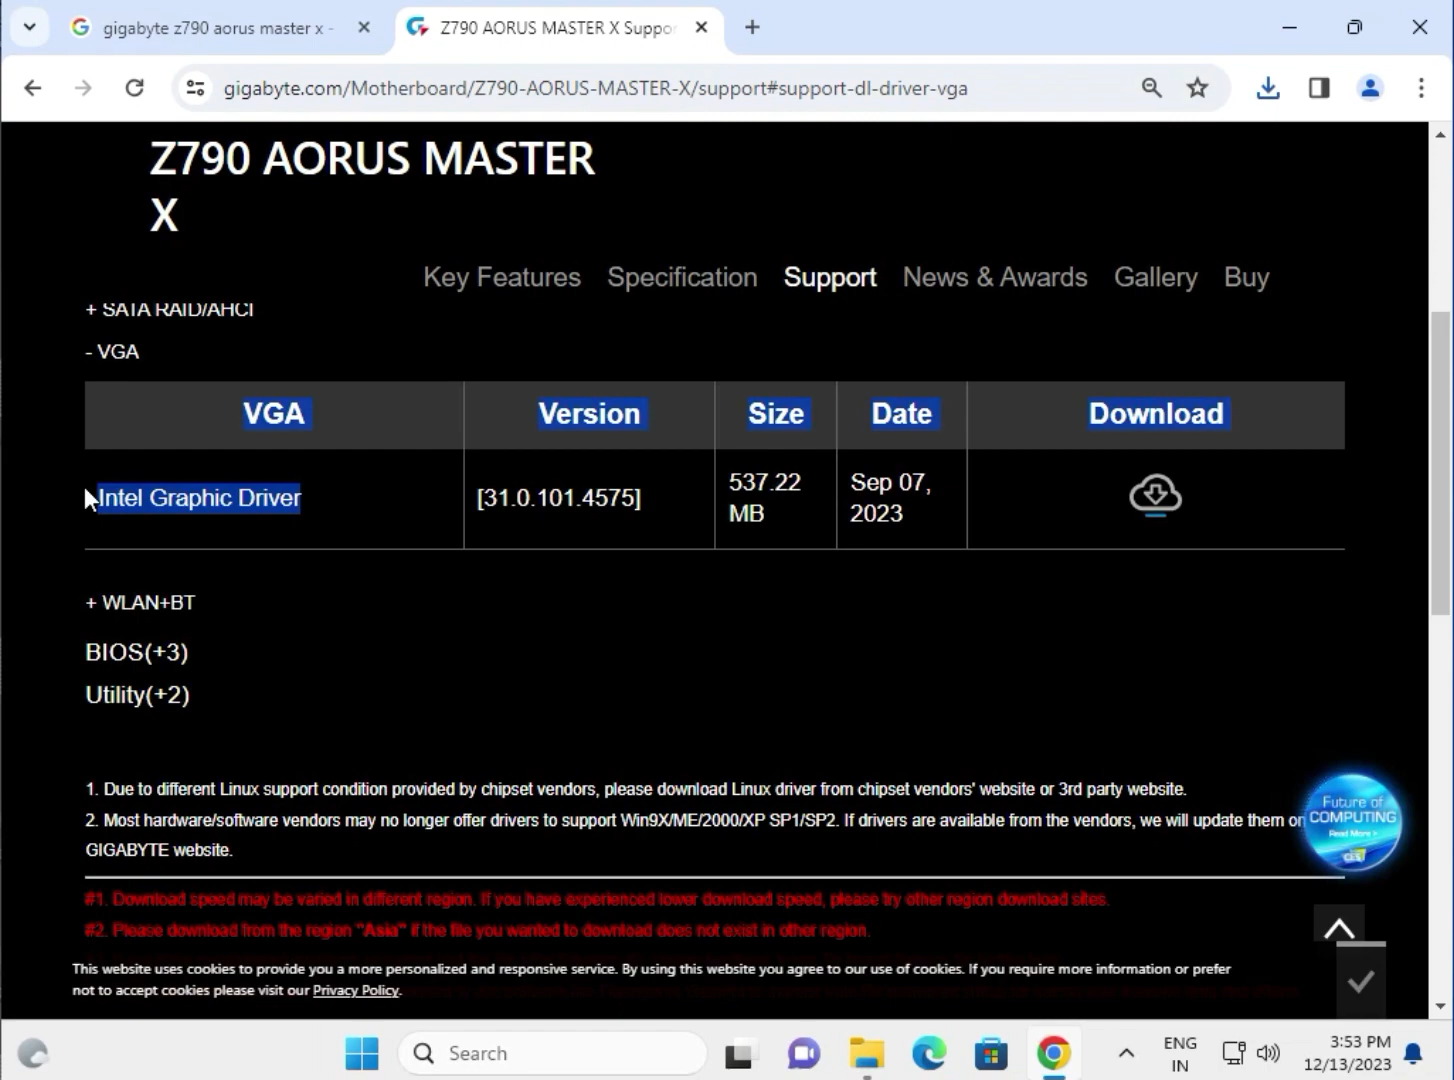 gigabyte z790 aorus master x -
Z790 AORUS MASTER X Suppo
gigabyte.com/Motherboard/Z790-AORUS-MASTER-X/support#support-dl-driver-vga
Z790 AORUS MASTER
X
Key Features Specification Support News & Awards Gallery Buy
+ SATA RAID/AHCI
- VGA
VGA Version Size Date Download
Intel Graphic Driver [31.0.101.4575] 537.22 MB Sep 07, 2023
+ WLAN+BT
BIOS(+3)
Utility(+2)
1. Due to different Linux support condition provided by chipset vendors, please download Linux driver from chipset vendors' website or 3rd party website.
2. Most hardware/software vendors may no longer offer drivers to support Win9X/ME/2000/XP SP1/SP2. If drivers are available from the vendors, we will update them on
GIGABYTE website.
Future of
COMPUTING
Read More >
CES
#1. Download speed may be varied in different region. If you have experienced lower download speed, please try other region download sites.
#2. Please download from the region "Asia" if the file you wanted to download does not exist in other region.
This website uses cookies to provide you a more personalized and responsive service. By using this website you agree to our use of cookies. If you require more information or prefer
not to accept cookies please visit our Privacy Policy.
Search
ENG
IN
3:53 PM
12/13/2023